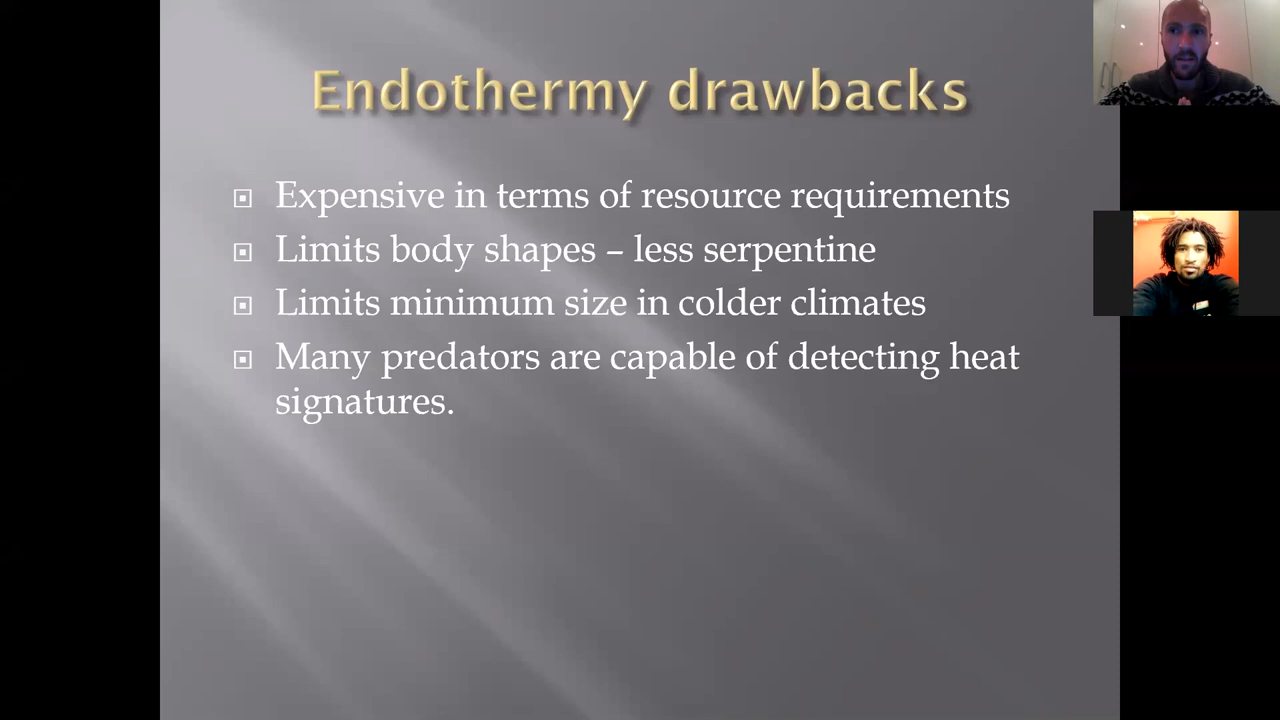 Endothermy drawbacks
Expensive in terms of resource requirements
Limits body shapes – less serpentine
Limits minimum size in colder climates
Many predators are capable of detecting heat
signatures.